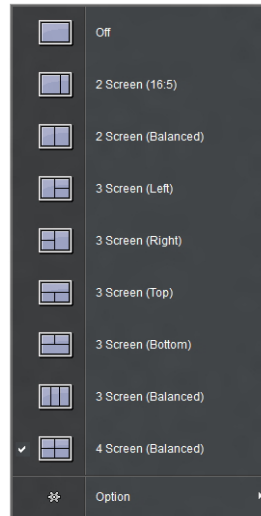 Off
2 Screen (16:5)
2 Screen (Balanced)
3 Screen (Left)
3 Screen (Right)
3 Screen (Top)
3 Screen (Bottom)
3 Screen (Balanced)
4 Screen (Balanced)
Option